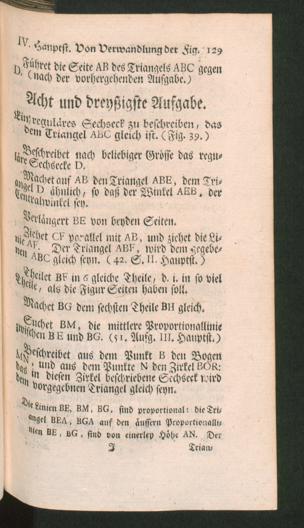 IV. Hauptst. Von Verwandlung der Fig. 129
Führet die Seite AB des Triangels ABC gegen
D. (nach der vorhergehenden Aufgabe.)
Acht und dreyßigste Aufgabe.
Ein reguläres Sechseck zu beschreiben, das
dem Triangel ABC gleich ist. (Fig. 39.)
Beschreibet nach beliebiger Grösse das regu-
läre Sechsecke D.
Machet auf AB den Triangel ABE, dem Tri-
angel D ähnlich, so daß der Winkel AEB, der
Centralwinkel sey.
Verlängert BE von beyden Seiten.
Ziehet CF parallel mit AB, und ziehet die Li-
nie AF. Der Triangel ABF, wird dem gegebe-
nen ABC gleich seyn. (42. S. II. Hauptst.)
Theilet BF in 6 gleiche Theile, d. i. in so viel
Theile, als die Figur Seiten haben soll.
Machet BG dem sechsten Theile BH gleich.
Suchet BM, die mittlere Proportionallinie
zwischen BE und BG. (51. Aufg. III. Hauptst.)
Beschreibet aus dem Punkt B den Bogen
MN, und aus dem Punkte N den Zirkel BOR:
das in diesen Zirkel beschriebene Sechseck wird
dem vorgegebnen Triangel gleich seyn.
Die Linien BE, BM, BG, sind proportional: die Tri-
angel BEA, BGA auf den äussern Proportionalli-
nien BE, BG, sind von einerley Höhe AN. Der
J Trian-